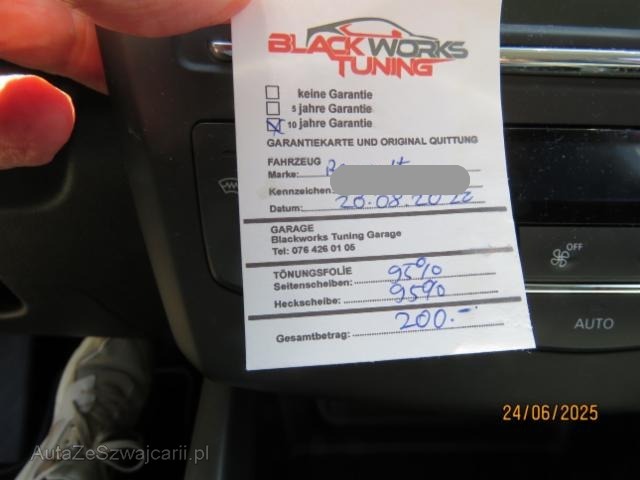 BLACKWORKS
TUNING
keine Garantie
5 jahre Garantie
10 jahre Garantie
GARANTIEKARTE UND ORIGINAL QUITTUNG
FAHRZEUG
Marke:
Kennzeichen:
Datum: 20.08.2022
GARAGE
Blackworks Tuning Garage
Tel: 076 426 01 05
TÖNUNGSFOLIE
Seitenscheiben: 95%
Heckscheibe: 95%
Gesamtbetrag: 200.-
OFF
AUTO
24/06/2025
AutaZeSzwajcarii.pl